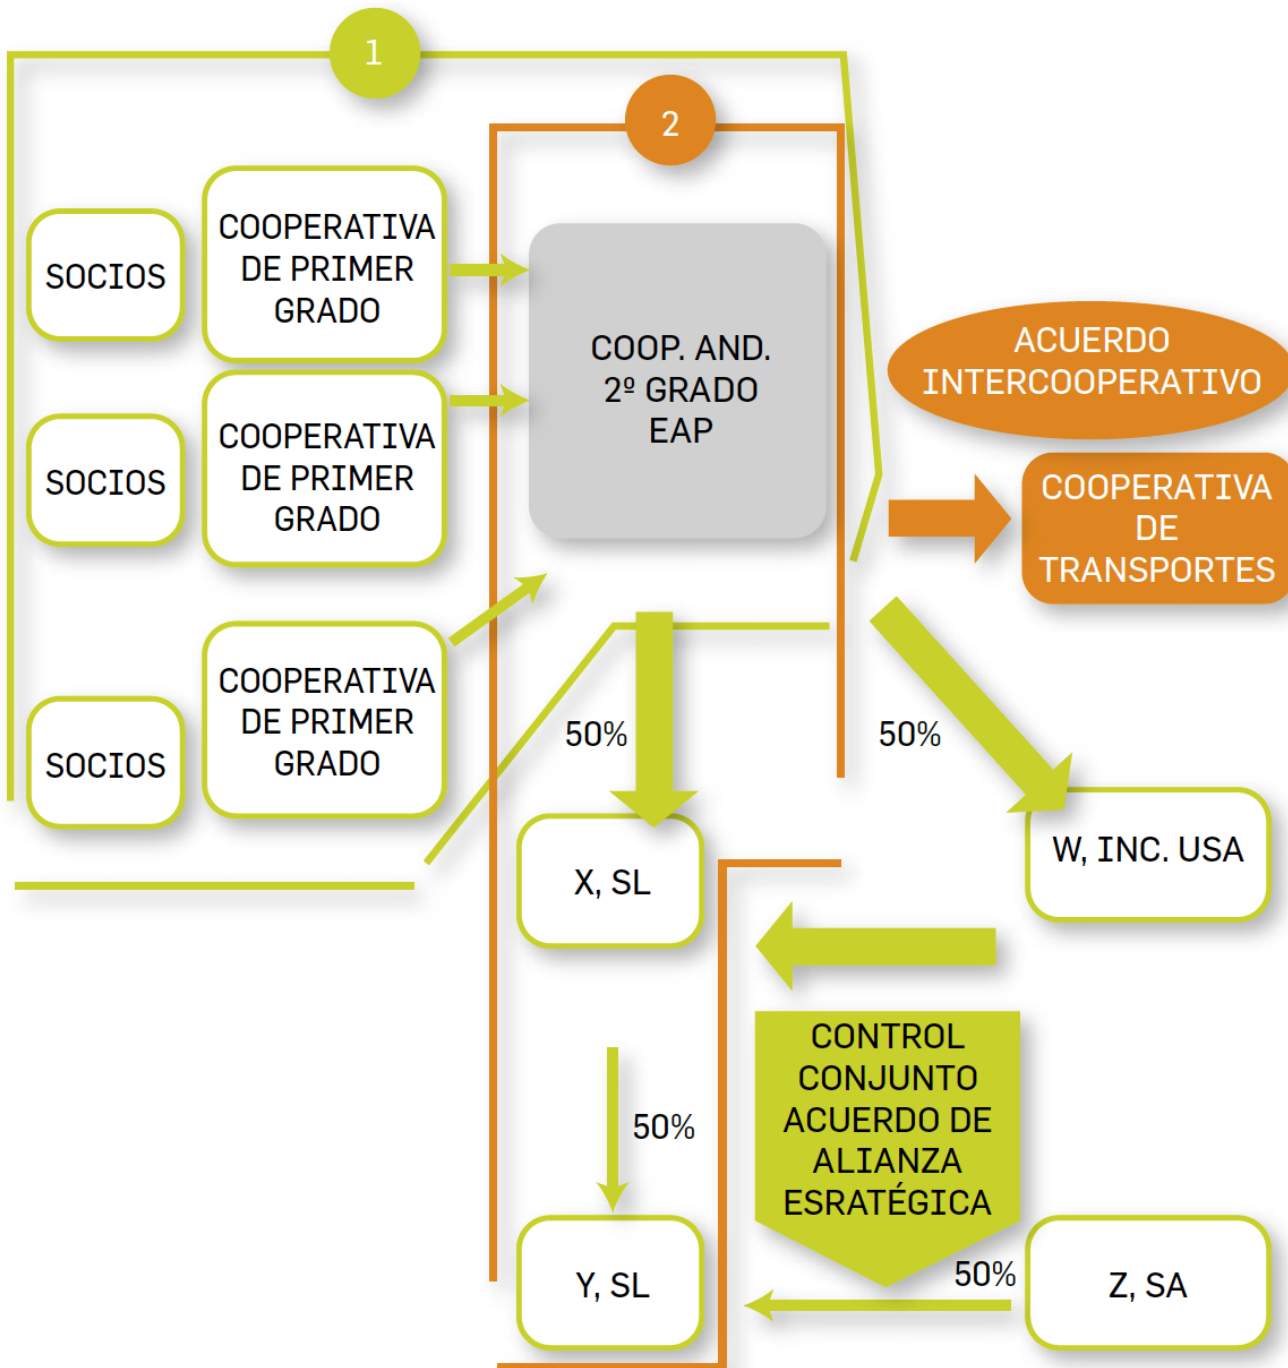 1
2
SOCIOS
COOPERATIVA
DE PRIMER
GRADO
SOCIOS
COOPERATIVA
DE PRIMER
GRADO
SOCIOS
COOPERATIVA
DE PRIMER
GRADO
COOP. AND.
2º GRADO
EAP
ACUERDO
INTERCOOPERATIVO
COOPERATIVA
DE
TRANSPORTES
50%
50%
X, SL
W, INC. USA
50%
CONTROL
CONJUNTO
ACUERDO DE
ALIANZA
ESRATÉGICA
Y, SL
50%
Z, SA